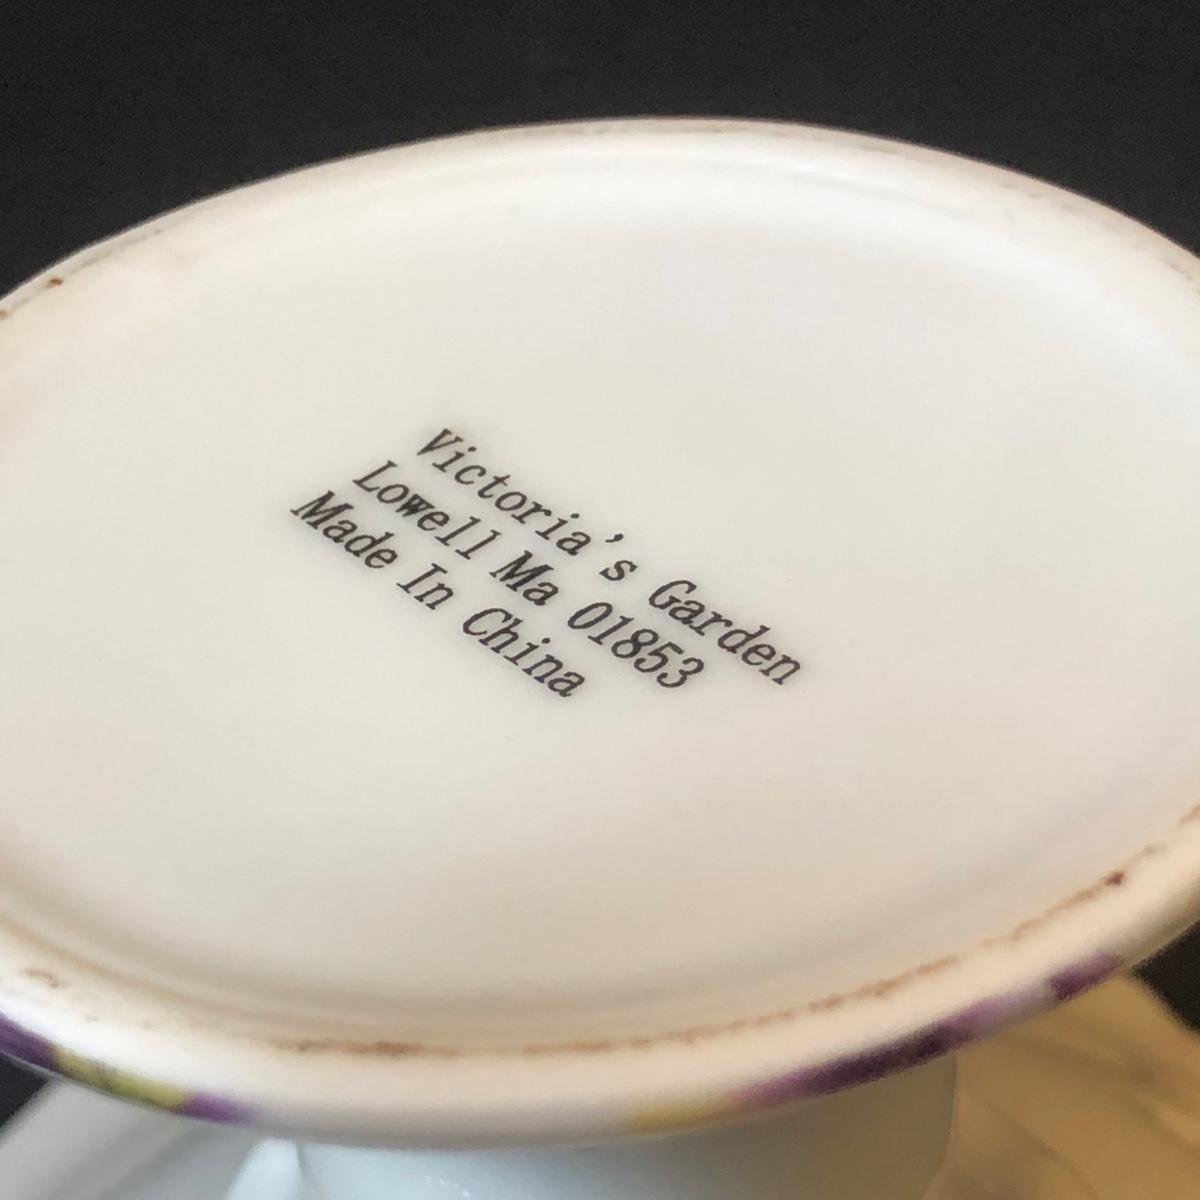 Victoria's Garden
Lowell Ma 01853
Made In China